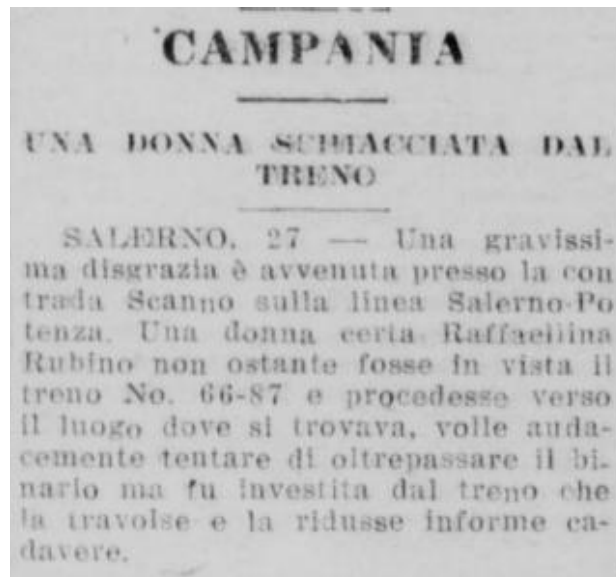 CAMPANIA
UNA DONNA SCHIACCIATA DAL
TRENO
SALERNO, 27 — Una gravissi-
ma disgrazia è avvenuta presso la con
trada Scanno sulla linea Salerno-Po
tenza. Una donna certa Raffaellina
Rubino non ostante fosse in vista il
treno No. 66-87 e procedesse verso
il luogo dove si trovava, volle auda-
cemente tentare di oltrepassare il bi-
nario ma fu investita dal treno che
la travolse e la ridusse informe ca-
davere.